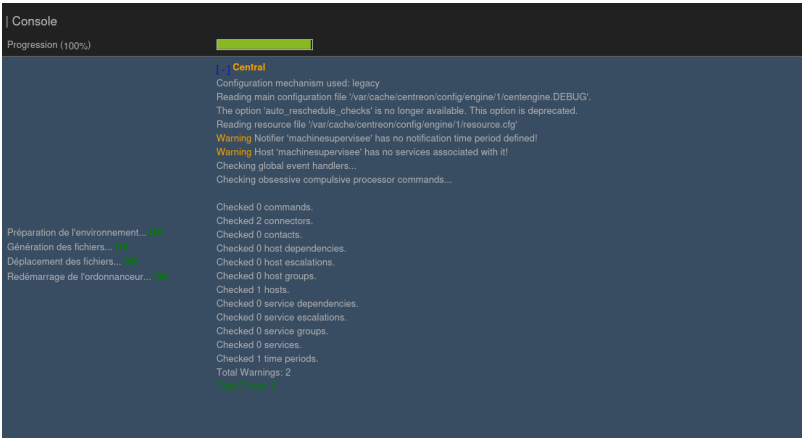 | Console
Progression (100%)
[ - ] Central
Configuration mechanism used: legacy
Reading main configuration file '/var/cache/centreon/config/engine/1/centengine.DEBUG'.
The option 'auto_reschedule_checks' is no longer available. This option is deprecated.
Reading resource file '/var/cache/centreon/config/engine/1/resource.cfg'
Warning Notifier 'machinesupervisee' has no notification time period defined!
Warning Host 'machinesupervisee' has no services associated with it!
Checking global event handlers...
Checking obsessive compulsive processor commands...
Checked 0 commands.
Checked 2 connectors.
Checked 0 contacts.
Checked 0 host dependencies.
Checked 0 host escalations.
Checked 0 host groups.
Checked 1 hosts.
Checked 0 service dependencies.
Checked 0 service escalations.
Checked 0 service groups.
Checked 0 services.
Checked 1 time periods.
Total Warnings: 2
Préparation de l'environnement...
Génération des fichiers...
Déplacement des fichiers...
Redémarrage de l'ordonnanceur...